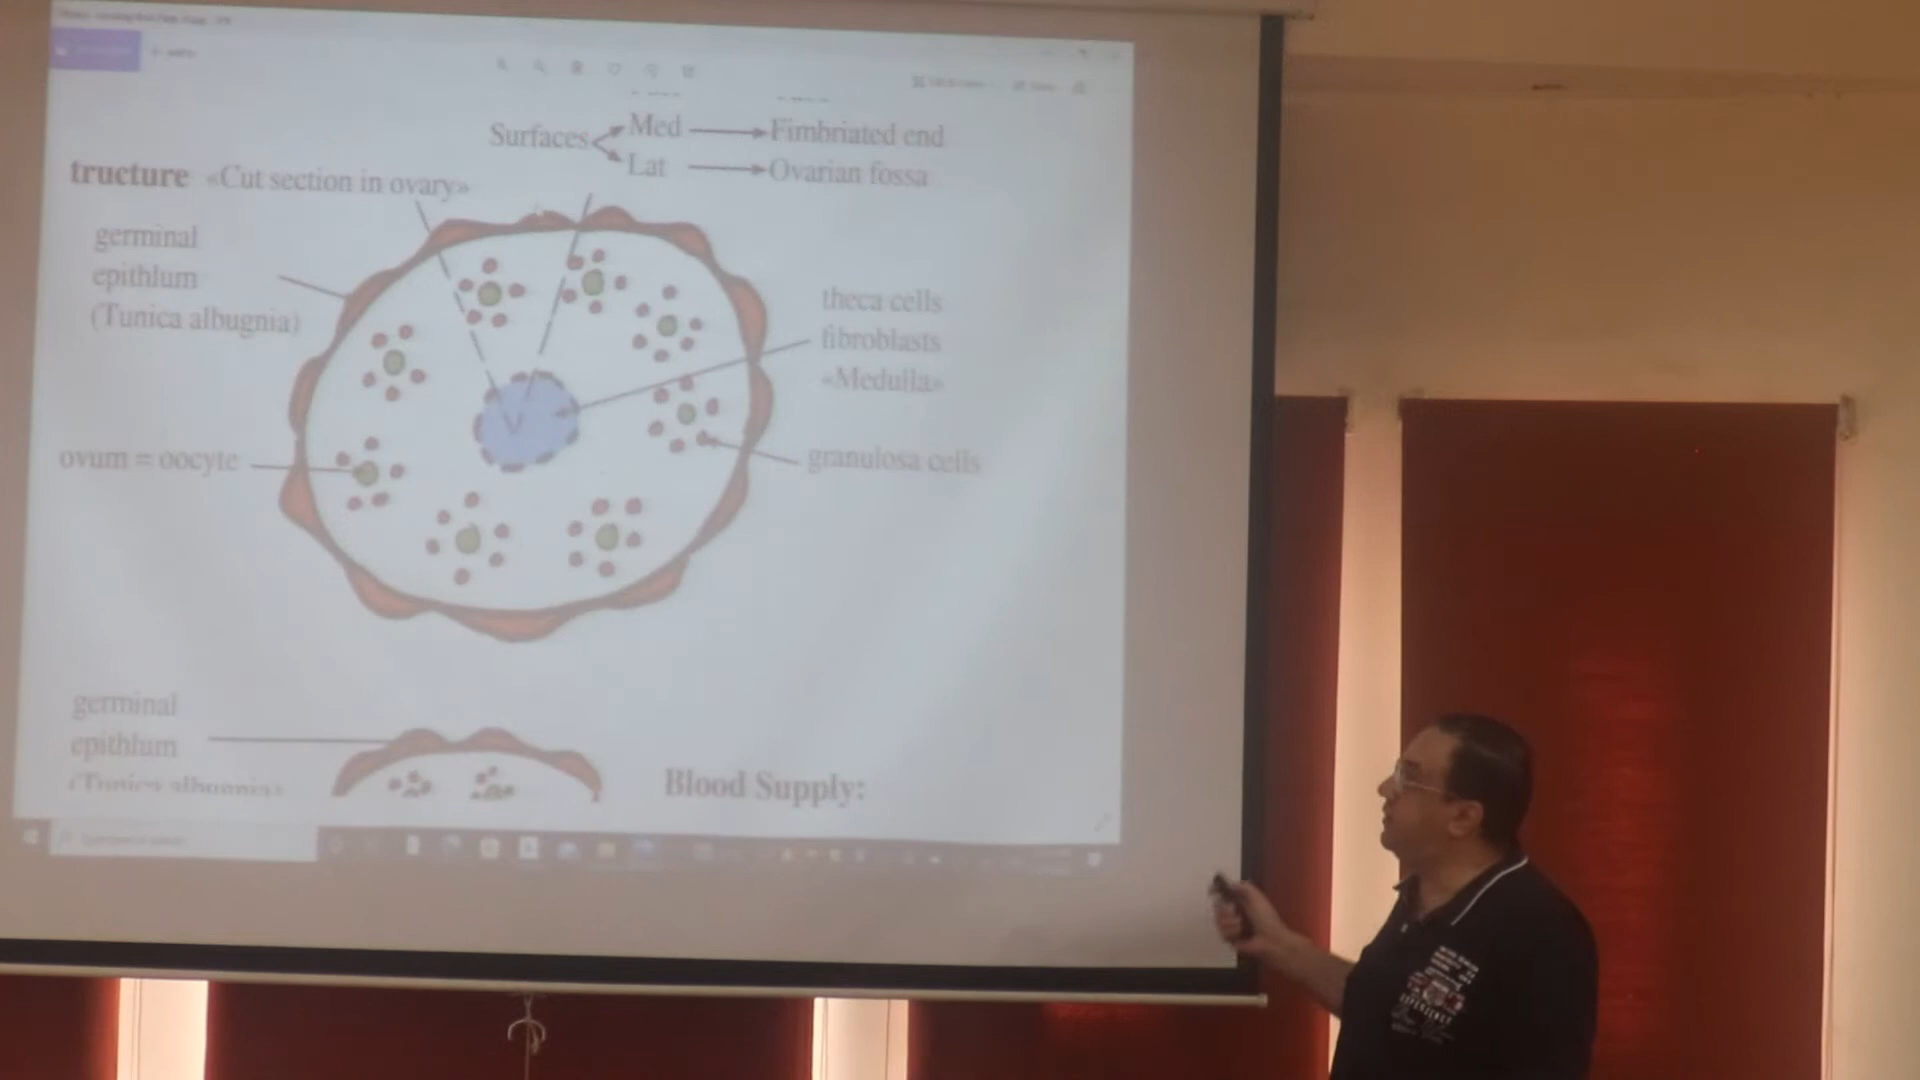 Surfaces
Med
Fimbriated end
Lat
Ovarian fossa
tructure «Cut section in ovary»
germinal
epithlum
(Tunica albugnia)
theca cells
fibroblasts
«Medulla»
ovum = oocyte
granulosa cells
germinal
epithlum
(Tunica albugnia)
Blood Supply: